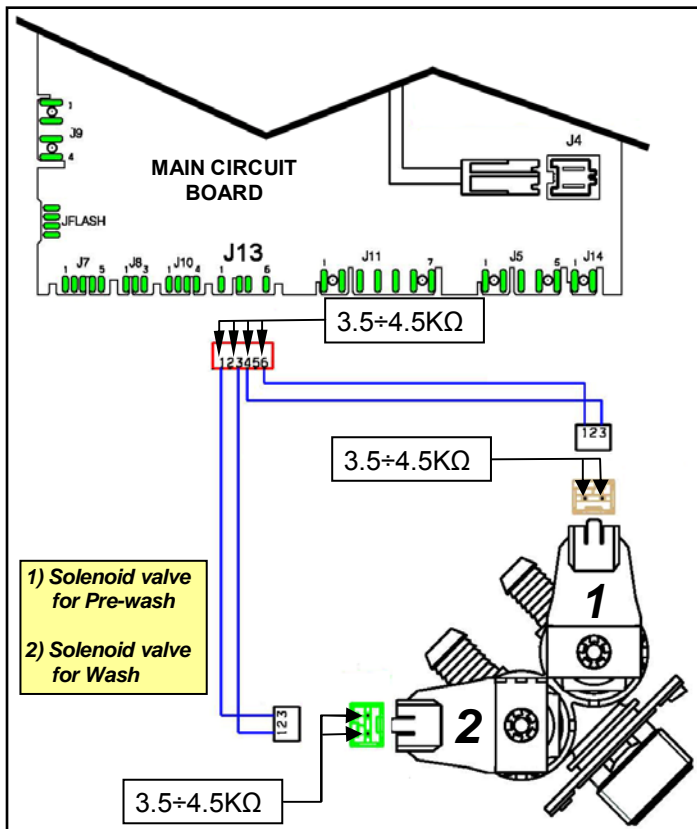 J4
1
J9
4
MAIN CIRCUIT
BOARD
JFLASH
J7
J8
J10
J13
J11
J5
J14
1 5 1 3 1 4 1 6 1 7 1 5 1
3.5÷4.5KΩ
123456
123
3.5÷4.5KΩ
1
1) Solenoid valve
for Pre-wash
2) Solenoid valve
for Wash
123
2
3.5÷4.5KΩ